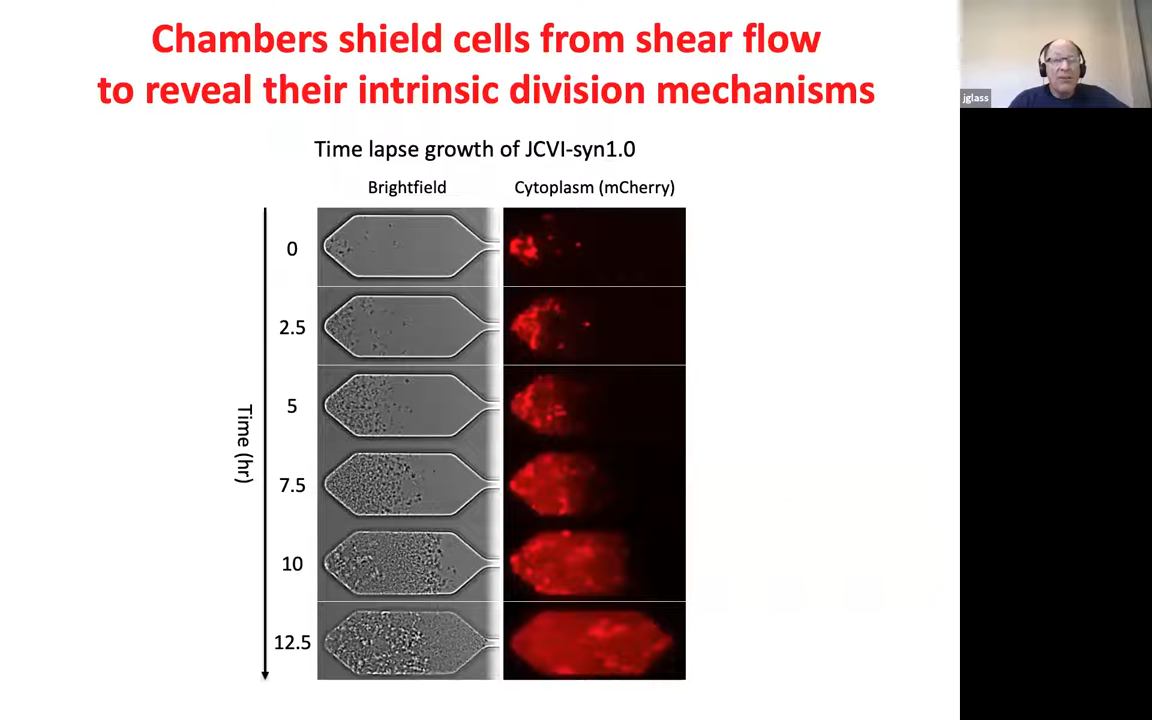 Chambers shield cells from shear flow
to reveal their intrinsic division mechanisms
jglass
Time lapse growth of JCVI-syn1.0
Brightfield
Cytoplasm (mCherry)
0
2.5
5
7.5
10
12.5
Time (hr)